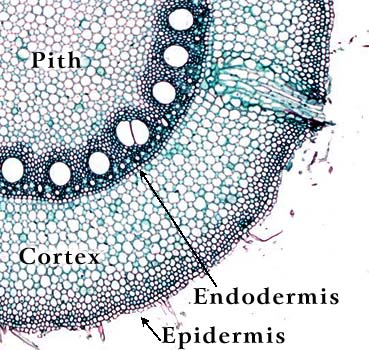 Pith
Cortex
Endodermis
Epidermis